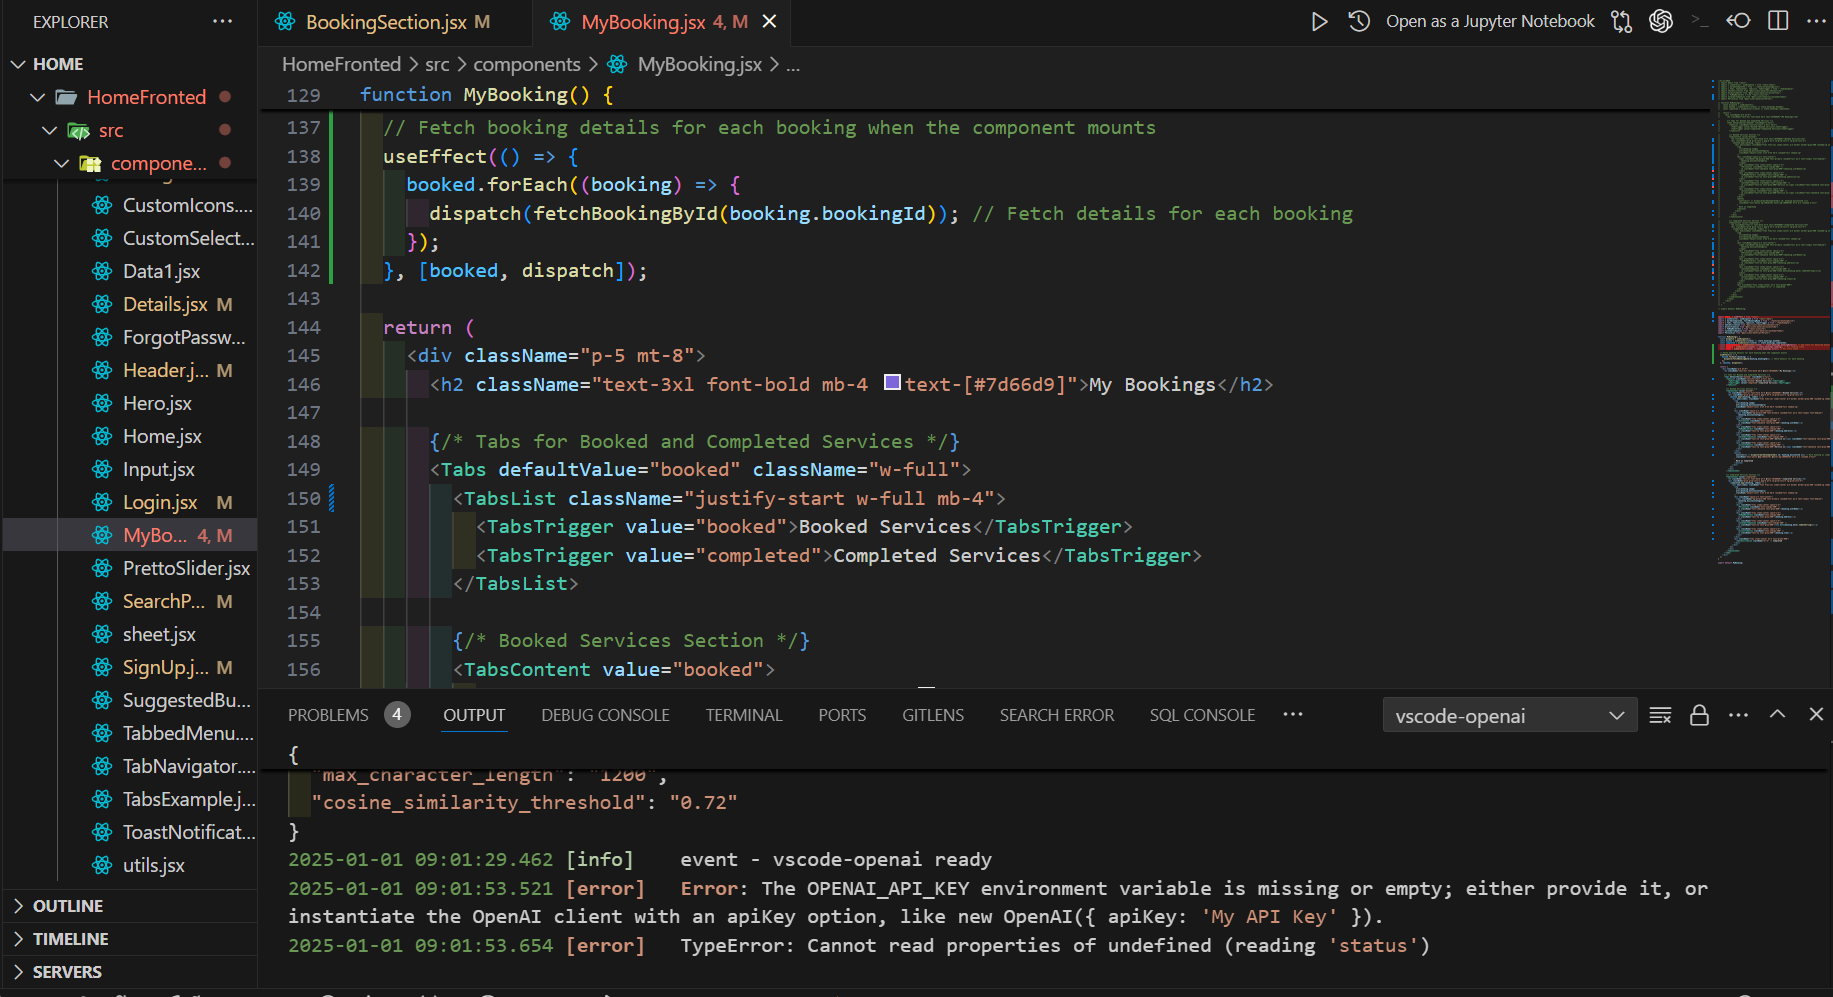 EXPLORER
HOME
HomeFronted
src
compone...
CustomIcons....
CustomSelect...
Data1.jsx
Details.jsx M
ForgotPassw...
Header.j... M
Hero.jsx
Home.jsx
Input.jsx
Login.jsx M
MyBo... 4, M
PrettoSlider.jsx
SearchP... M
sheet.jsx
SignUp.j... M
SuggestedBu...
TabbedMenu....
TabNavigator....
TabsExample.j...
ToastNotificat...
utils.jsx
OUTLINE
TIMELINE
SERVERS
BookingSection.jsx M
MyBooking.jsx 4, M
Open as a Jupyter Notebook
HomeFronted > src > components > MyBooking.jsx > ...
129 function MyBooking() {
137 // Fetch booking details for each booking when the component mounts
138 useEffect(() => {
139 booked.forEach((booking) => {
140 dispatch(fetchBookingById(booking.bookingId)); // Fetch details for each booking
141 });
142 }, [booked, dispatch]);
143
144 return (
145 <div className="p-5 mt-8">
146 <h2 className="text-3xl font-bold mb-4 text-[#7d66d9]">My Bookings</h2>
147
148 {/* Tabs for Booked and Completed Services */}
149 <Tabs defaultValue="booked" className="w-full">
150 <TabsList className="justify-start w-full mb-4">
151 <TabsTrigger value="booked">Booked Services</TabsTrigger>
152 <TabsTrigger value="completed">Completed Services</TabsTrigger>
153 </TabsList>
154
155 {/* Booked Services Section */}
156 <TabsContent value="booked">
PROBLEMS 4 OUTPUT DEBUG CONSOLE TERMINAL PORTS GITLENS SEARCH ERROR SQL CONSOLE ... vscode-openai
{
"max_character_length": "1200",
"cosine_similarity_threshold": "0.72"
}
2025-01-01 09:01:29.462 [info] event - vscode-openai ready
2025-01-01 09:01:53.521 [error] Error: The OPENAI_API_KEY environment variable is missing or empty; either provide it, or
instantiate the OpenAI client with an apiKey option, like new OpenAI({ apiKey: 'My API Key' }).
2025-01-01 09:01:53.654 [error] TypeError: Cannot read properties of undefined (reading 'status')